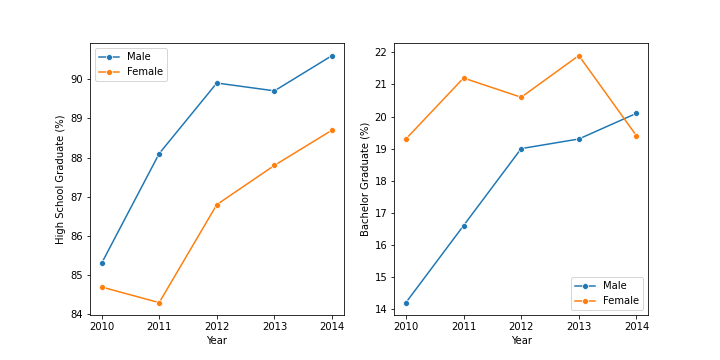 Male
Female
High School Graduate (%)
90
89
88
87
86
85
84
2010 2011 2012 2013 2014
Year
Bachelor Graduate (%)
22
21
20
19
18
17
16
15
14
Male
Female
2010 2011 2012 2013 2014
Year